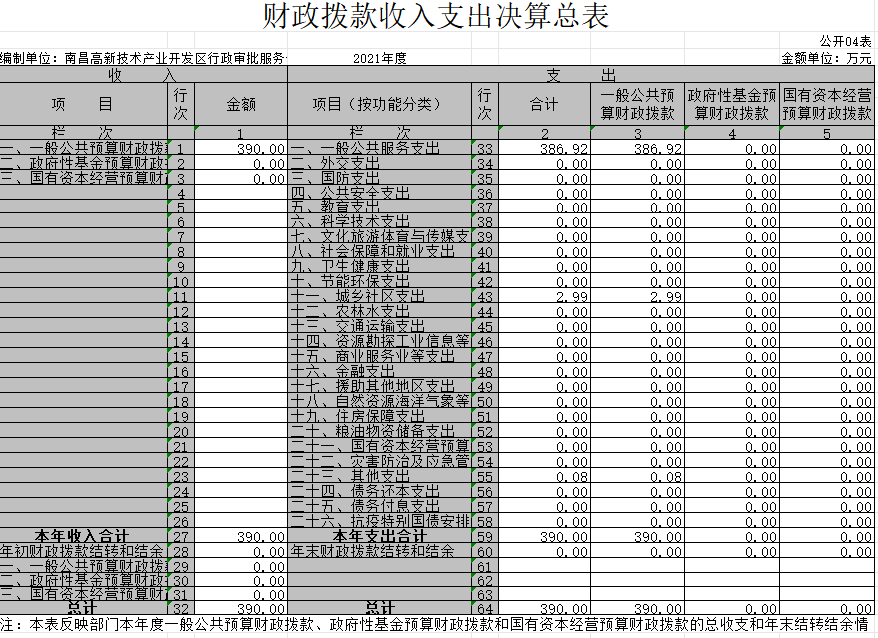 财政拨款收入支出决算总表
公开04表
编制单位：南昌高新技术产业开发区行政审批服务 2021年度 金额单位：万元
收 入 支 出
项 目 行次 金额 项目（按功能分类） 行次 合计 一般公共预算财政拨款 政府性基金预算财政拨款 国有资本经营预算财政拨款
栏 次 1 栏 次 2 3 4 5
一、一般公共预算财政拨 1 390.00 一、一般公共服务支出 33 386.92 386.92 0.00 0.00
二、政府性基金预算财政 2 0.00 二、外交支出 34 0.00 0.00 0.00 0.00
三、国有资本经营预算财 3 0.00 三、国防支出 35 0.00 0.00 0.00 0.00
4 四、公共安全支出 36 0.00 0.00 0.00 0.00
5 五、教育支出 37 0.00 0.00 0.00 0.00
6 六、科学技术支出 38 0.00 0.00 0.00 0.00
7 七、文化旅游体育与传媒支 39 0.00 0.00 0.00 0.00
8 八、社会保障和就业支出 40 0.00 0.00 0.00 0.00
9 九、卫生健康支出 41 0.00 0.00 0.00 0.00
10 十、节能环保支出 42 0.00 0.00 0.00 0.00
11 十一、城乡社区支出 43 2.99 2.99 0.00 0.00
12 十二、农林水支出 44 0.00 0.00 0.00 0.00
13 十三、交通运输支出 45 0.00 0.00 0.00 0.00
14 十四、资源勘探工业信息等 46 0.00 0.00 0.00 0.00
15 十五、商业服务业等支出 47 0.00 0.00 0.00 0.00
16 十六、金融支出 48 0.00 0.00 0.00 0.00
17 十七、援助其他地区支出 49 0.00 0.00 0.00 0.00
18 十八、自然资源海洋气象等 50 0.00 0.00 0.00 0.00
19 十九、住房保障支出 51 0.00 0.00 0.00 0.00
20 二十、粮油物资储备支出 52 0.00 0.00 0.00 0.00
21 二十一、国有资本经营预算 53 0.00 0.00 0.00 0.00
22 二十二、灾害防治及应急管 54 0.00 0.00 0.00 0.00
23 二十三、其他支出 55 0.08 0.08 0.00 0.00
24 二十四、债务还本支出 56 0.00 0.00 0.00 0.00
25 二十五、债务付息支出 57 0.00 0.00 0.00 0.00
26 二十六、抗疫特别国债安排 58 0.00 0.00 0.00 0.00
本年收入合计 27 390.00 本年支出合计 59 390.00 390.00 0.00 0.00
年初财政拨款结转和结余 28 0.00 年末财政拨款结转和结余 60 0.00 0.00 0.00 0.00
一、一般公共预算财政拨 29 0.00 61
二、政府性基金预算财政 30 0.00 62
三、国有资本经营预算财 31 0.00 63
总计 32 390.00 总计 64 390.00 390.00 0.00 0.00
注：本表反映部门本年度一般公共预算财政拨款、政府性基金预算财政拨款和国有资本经营预算财政拨款的总收支和年末结转结余情